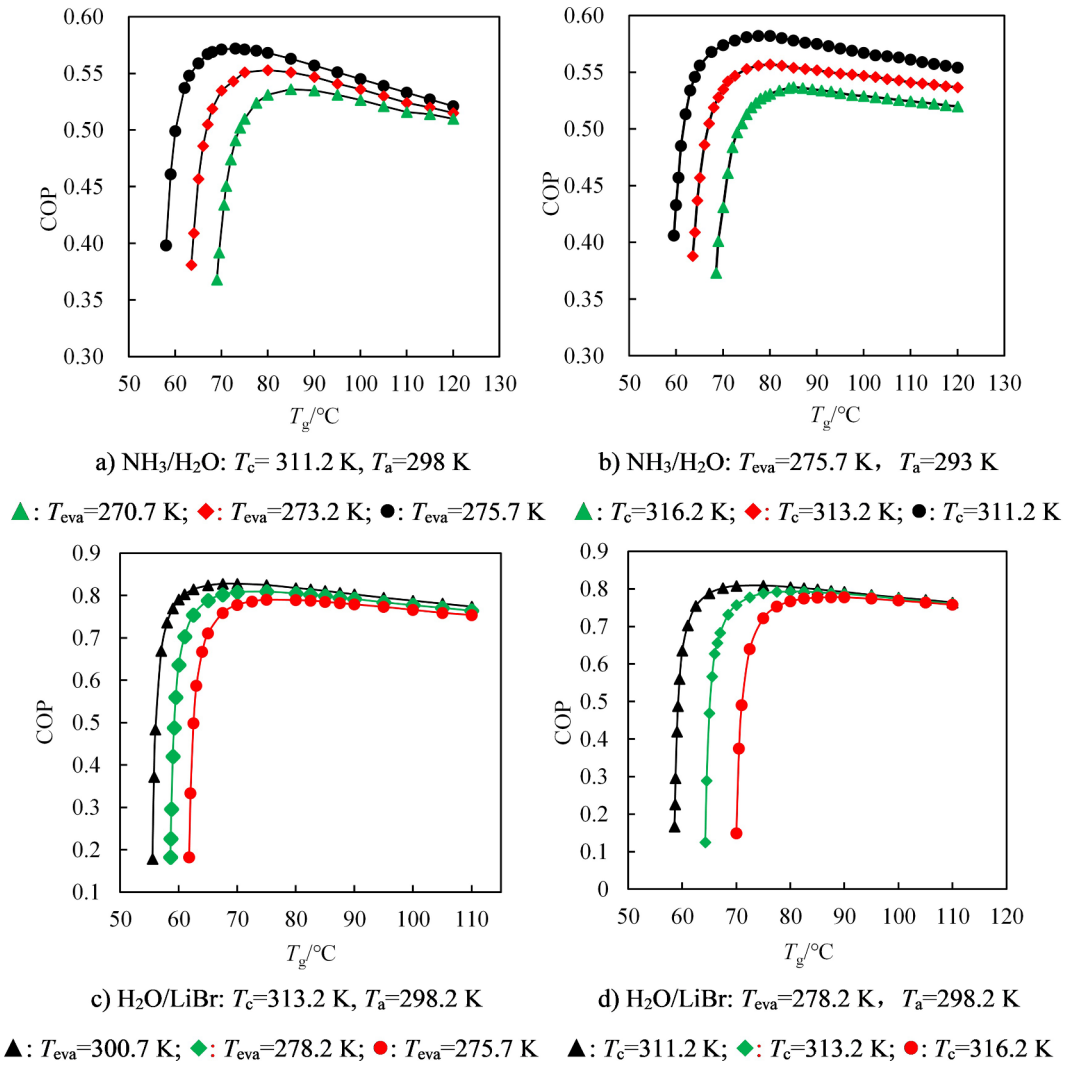 0.60
0.55
0.50
0.45
0.40
0.35
0.30
COP
50 60 70 80 90 100 110 120 130
Tg/°C
a) NH3/H2O: Tc= 311.2 K, Ta=298 K
▲: Teva=270.7 K; ◆: Teva=273.2 K; ●: Teva=275.7 K
0.60
0.55
0.50
0.45
0.40
0.35
0.30
COP
50 60 70 80 90 100 110 120 130
Tg/°C
b) NH3/H2O: Teva=275.7 K，Ta=293 K
▲: Tc=316.2 K; ◆: Tc=313.2 K; ●: Tc=311.2 K
0.9
0.8
0.7
0.6
0.5
0.4
0.3
0.2
0.1
COP
50 60 70 80 90 100 110
Tg/°C
c) H2O/LiBr: Tc=313.2 K, Ta=298.2 K
▲: Teva=300.7 K; ◆: Teva=278.2 K; ●: Teva=275.7 K
0.9
0.8
0.7
0.6
0.5
0.4
0.3
0.2
0.1
0
COP
50 60 70 80 90 100 110 120
Tg/°C
d) H2O/LiBr: Teva=278.2 K，Ta=298.2 K
▲: Tc=311.2 K; ◆: Tc=313.2 K; ●: Tc=316.2 K